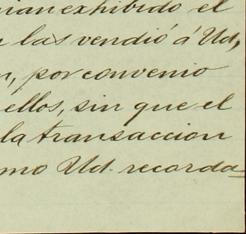 exhibido el
las vendió á Ud,
por convenio
ellos, sin que el
la transaccion
mo Ud. recorda=